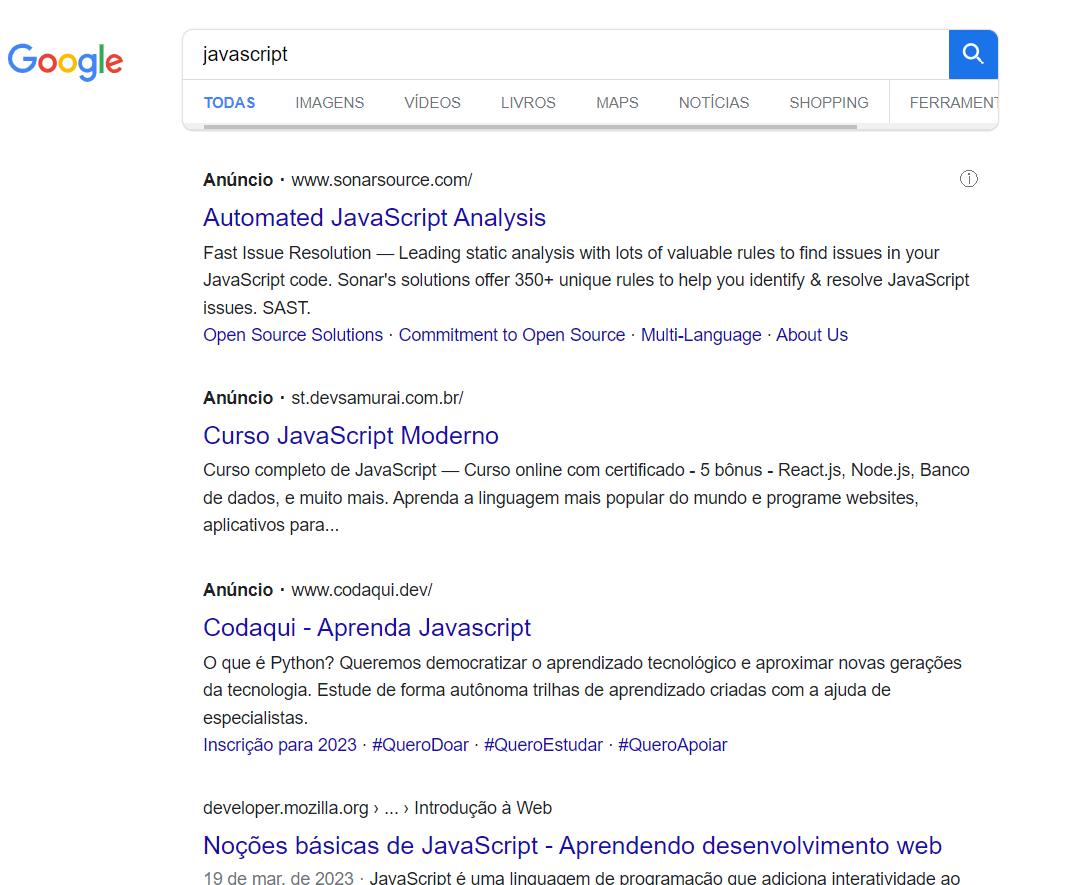 Google
javascript
TODAS IMAGENS VÍDEOS LIVROS MAPS NOTÍCIAS SHOPPING FERRAMENT
Anúncio · www.sonarsource.com/
Automated JavaScript Analysis
Fast Issue Resolution — Leading static analysis with lots of valuable rules to find issues in your
JavaScript code. Sonar's solutions offer 350+ unique rules to help you identify & resolve JavaScript
issues. SAST.
Open Source Solutions · Commitment to Open Source · Multi-Language · About Us
Anúncio · st.devsamurai.com.br/
Curso JavaScript Moderno
Curso completo de JavaScript — Curso online com certificado - 5 bônus - React.js, Node.js, Banco
de dados, e muito mais. Aprenda a linguagem mais popular do mundo e programe websites,
aplicativos para...
Anúncio · www.codaqui.dev/
Codaqui - Aprenda Javascript
O que é Python? Queremos democratizar o aprendizado tecnológico e aproximar novas gerações
da tecnologia. Estude de forma autônoma trilhas de aprendizado criadas com a ajuda de
especialistas.
Inscrição para 2023 · #QueroDoar · #QueroEstudar · #QueroApoiar
developer.mozilla.org › ... › Introdução à Web
Noções básicas de JavaScript - Aprendendo desenvolvimento web
19 de mar. de 2023 · JavaScript é uma linguagem de programação que adiciona interatividade ao